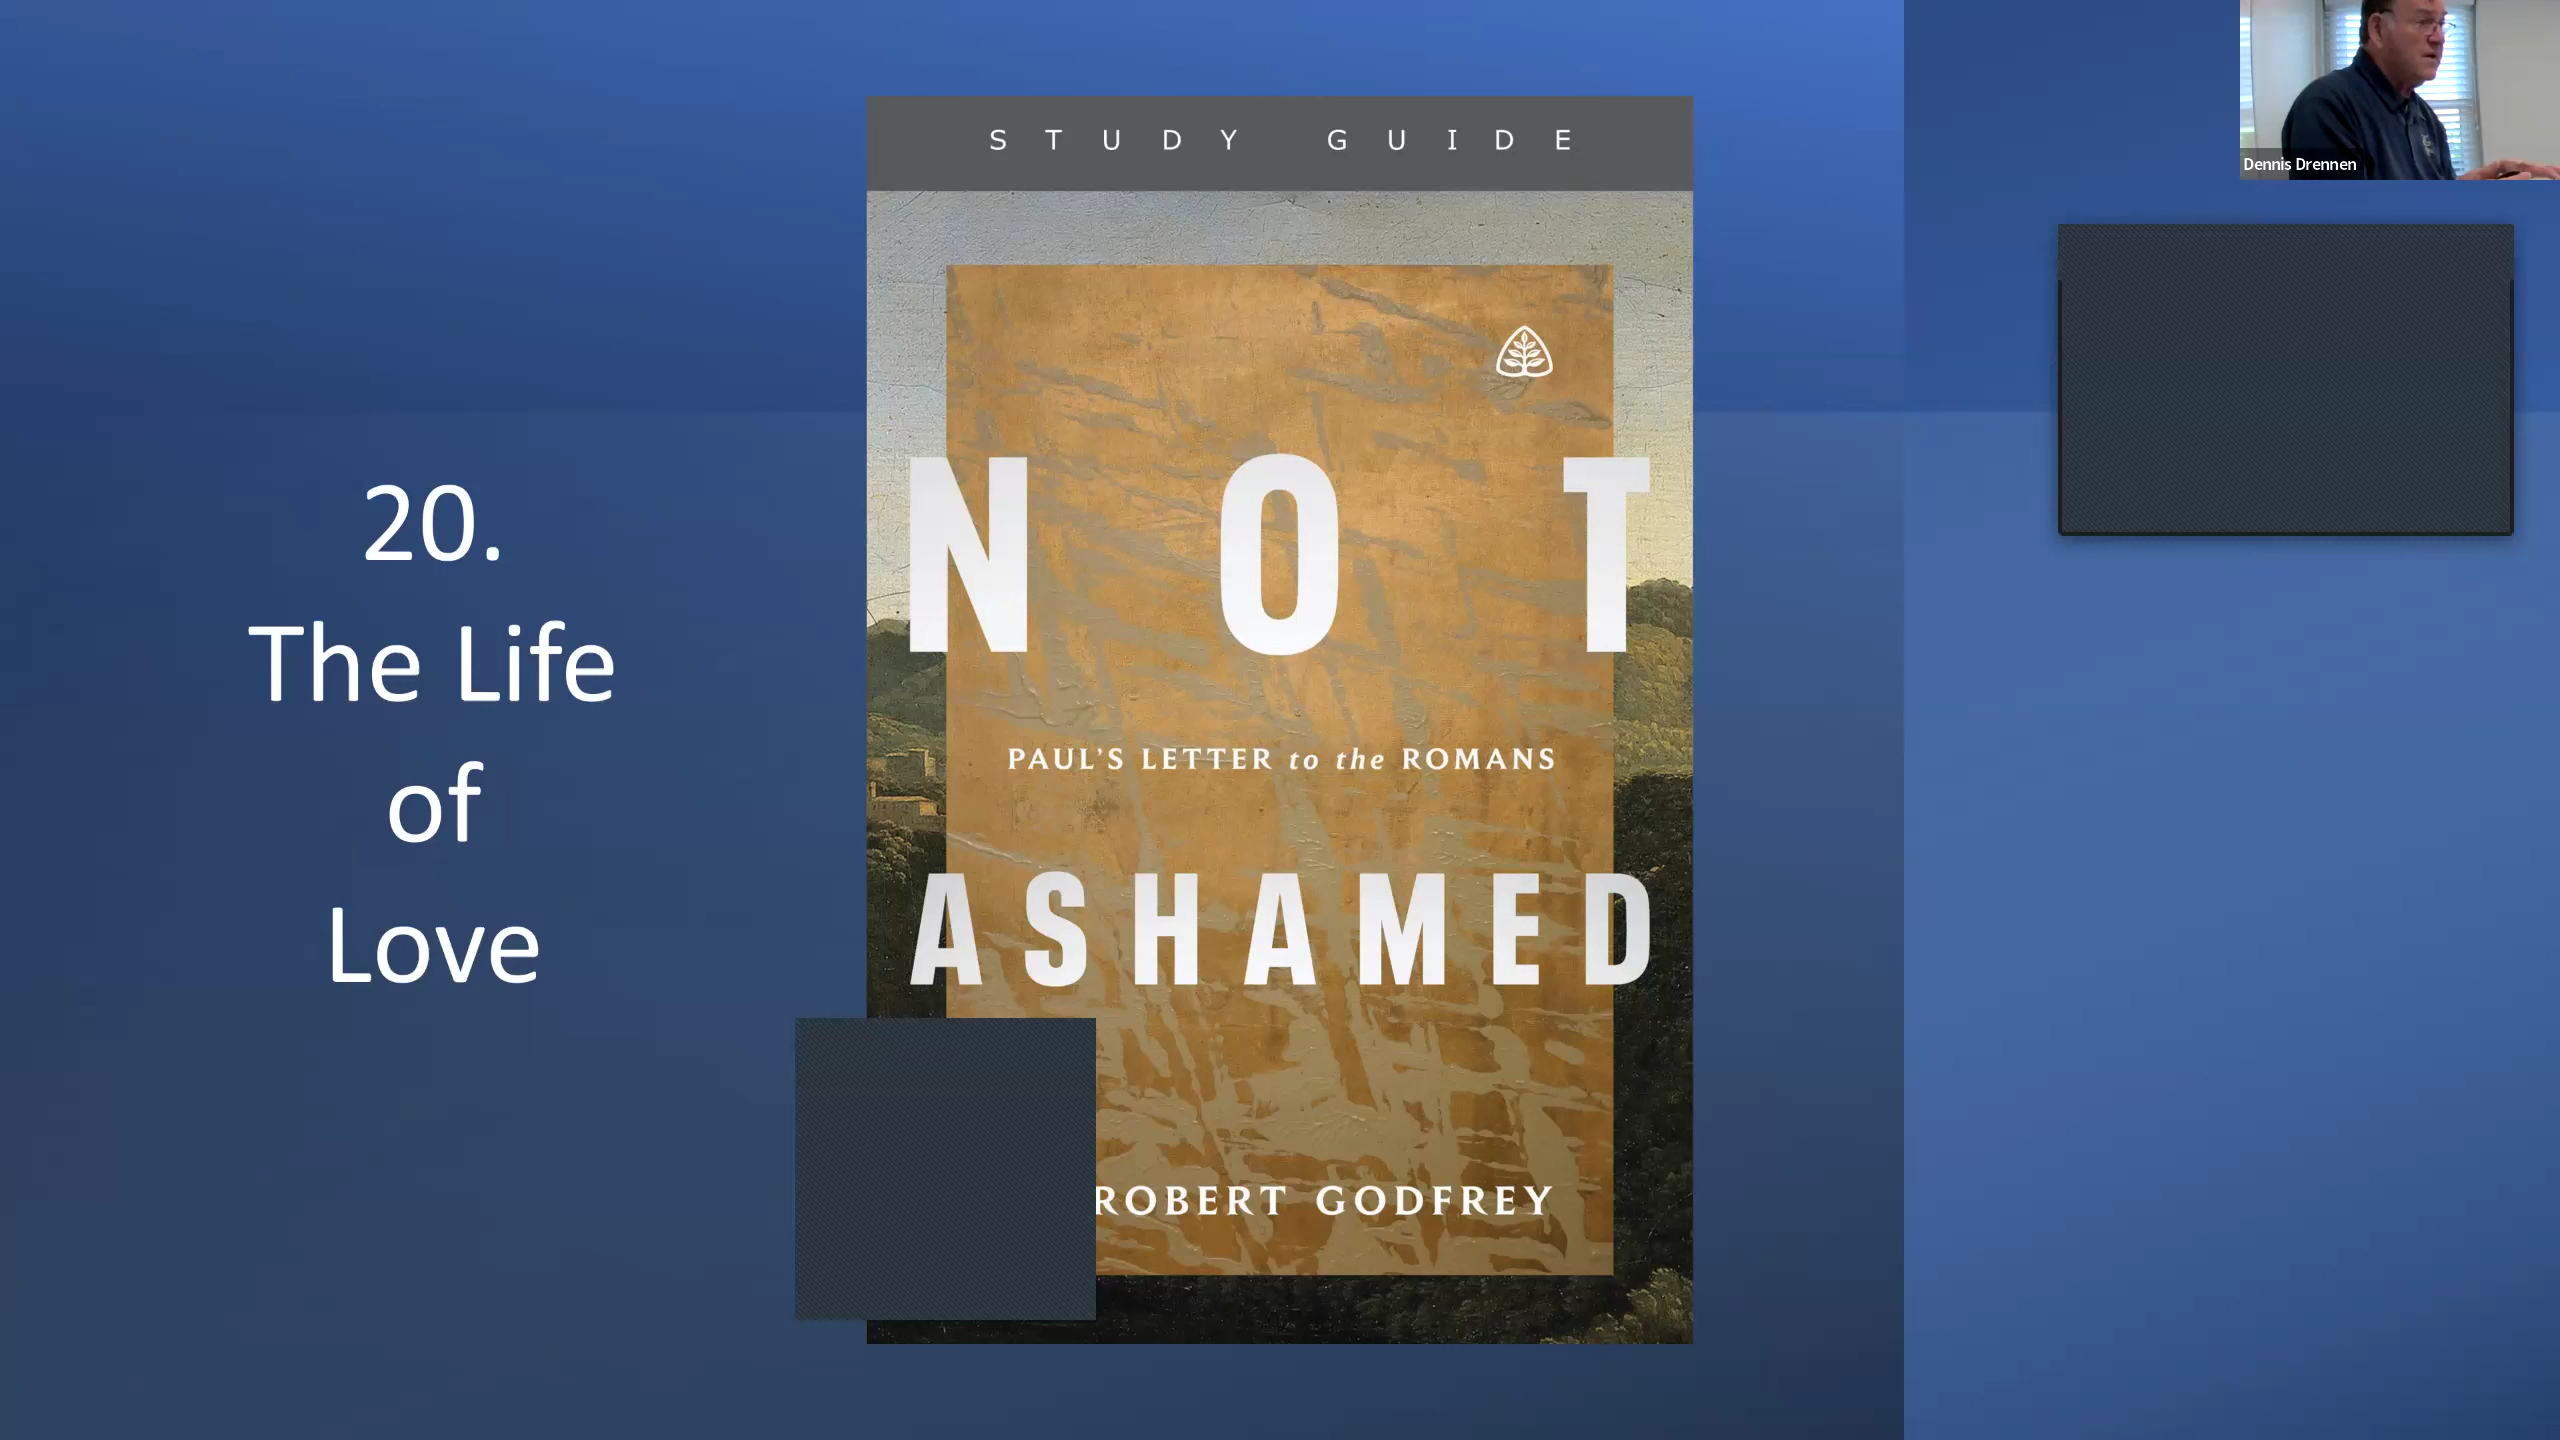 20.
The Life
of
Love
STUDY GUIDE
NOT
PAUL'S LETTER to the ROMANS
ASHAMED
ROBERT GODFREY
Dennis Drennen